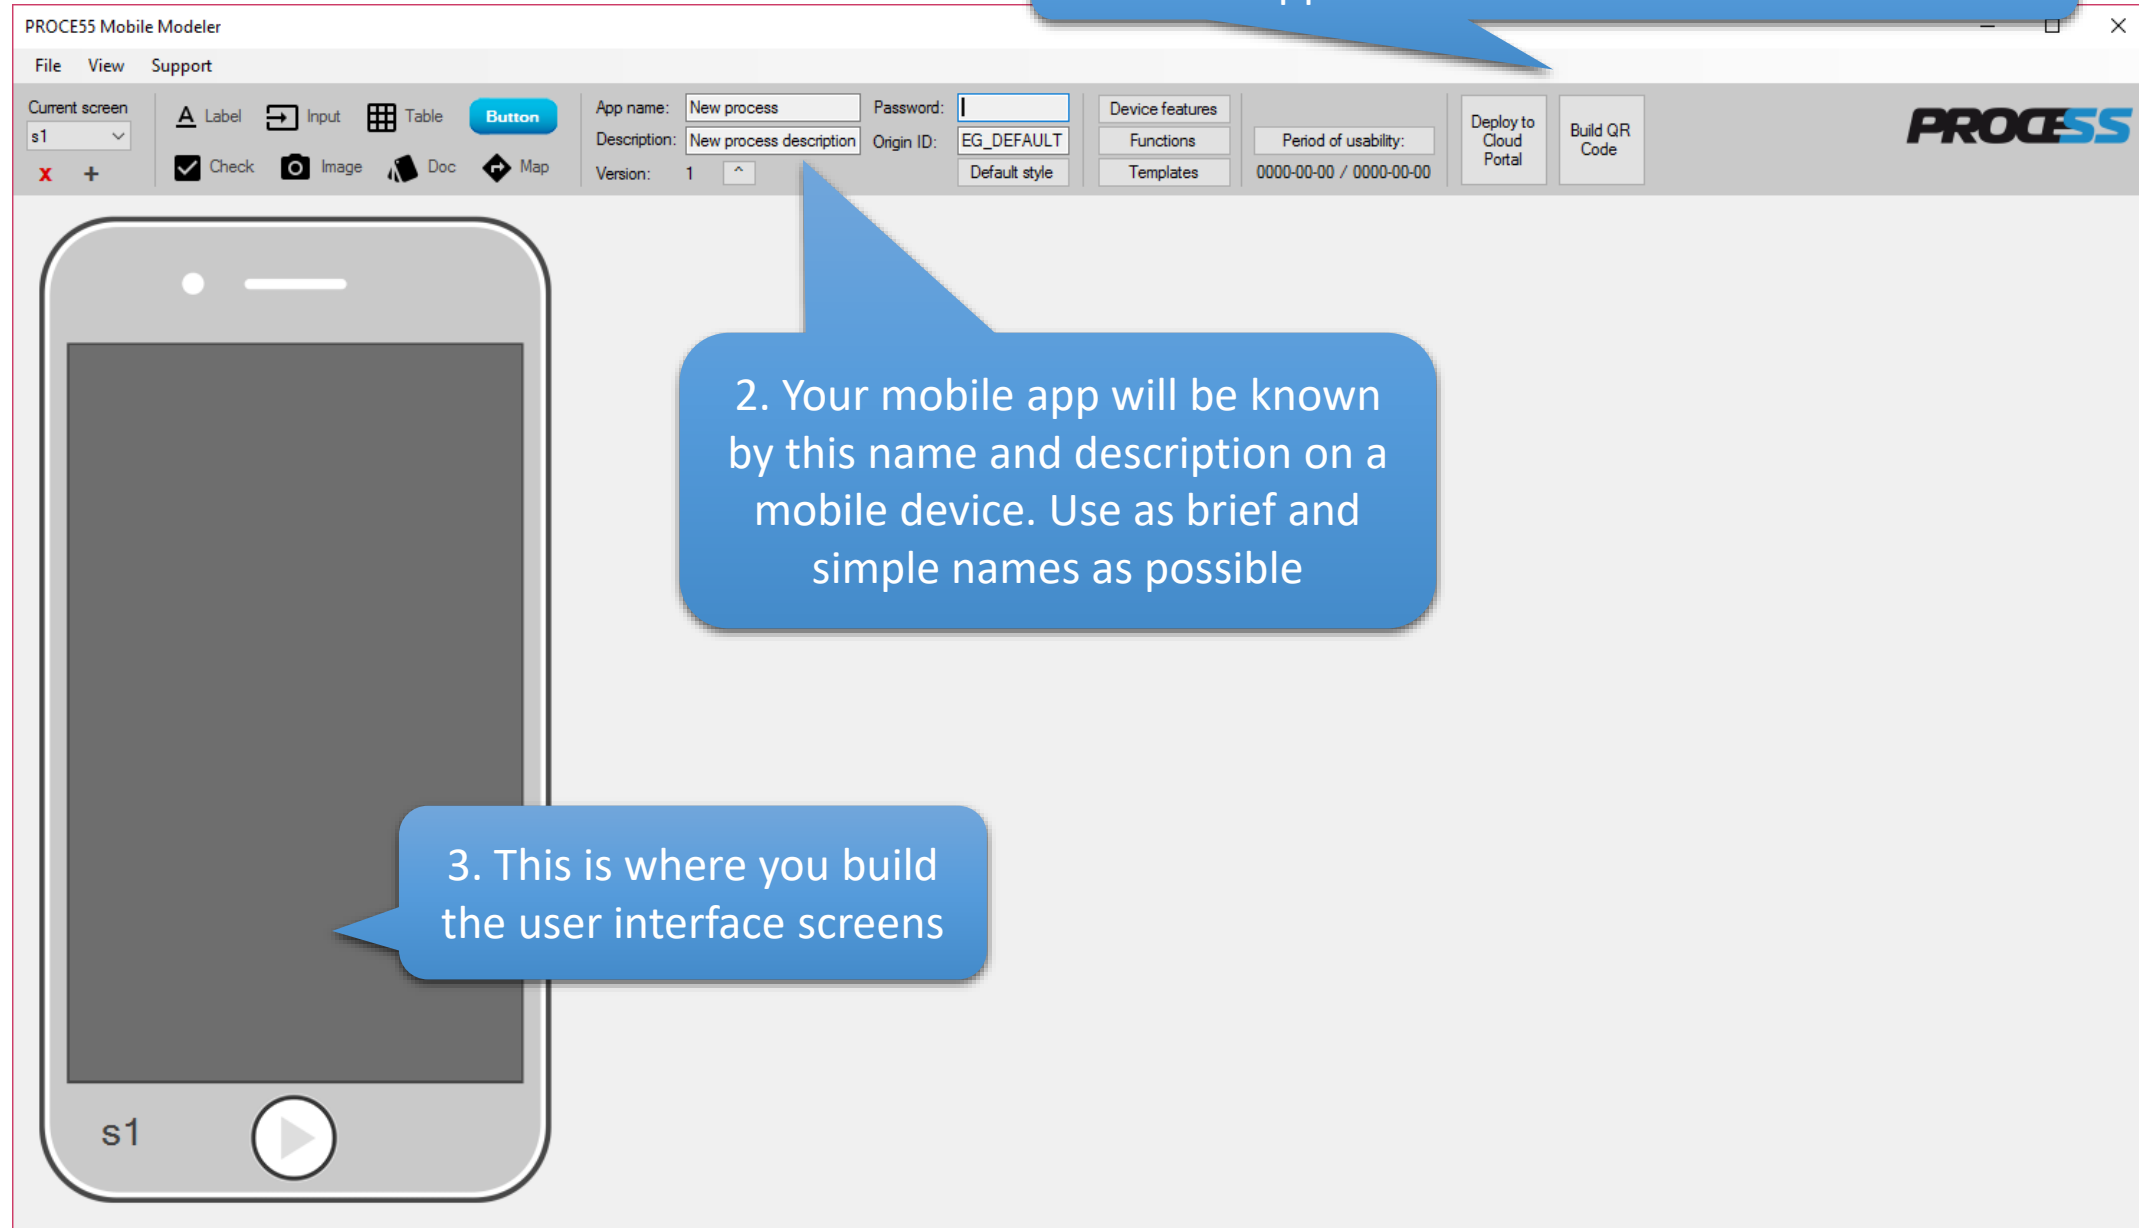 PROCE55 Mobile Modeler
File View Support
Current screen
s1
x +
A Label Input Table Button
Check Image Doc Map
App name: New process Password:
Description: New process description Origin ID: EG_DEFAULT
Version: 1 ^ Default style
Device features
Functions
Templates
Period of usability:
0000-00-00 / 0000-00-00
Deploy to
Cloud
Portal
Build QR
Code
PROCESS
2. Your mobile app will be known
by this name and description on a
mobile device. Use as brief and
simple names as possible
3. This is where you build
the user interface screens
s1